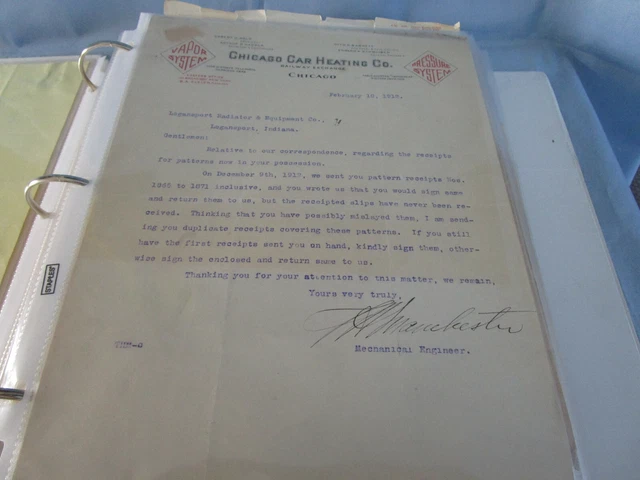 CHICAGO CAR HEATING CO.
RAILWAY EXCHANGE
CHICAGO
VAPOR SYSTEM
PRESSURE SYSTEM
Logansport Radiator & Equipment Co.,
Logansport, Indiana.
Gentlemen:
Relative to our correspondence, regarding the receipts
for patterns now in your possession.
On December 9th, 1912, we sent you pattern receipts Nos.
to 1671 inclusive, and you wrote us that you would sign same
and return them to us, but the receipted slips have never been re-
ceived. Thinking that you have possibly mislayed them, I am send-
ing you duplicate receipts covering these patterns. If you still
have the first receipts sent you on hand, kindly sign them, other-
wise sign the enclosed and return same to us.
Thanking you for your attention to this matter, we remain,
Yours very truly,
Manchester
Mechanical Engineer.
STAPLES